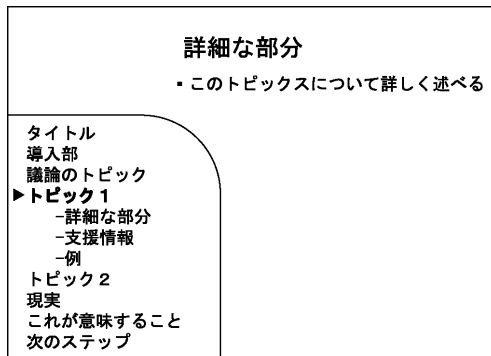 詳細な部分
▪このトピックスについて詳しく述べる
タイトル
導入部
議論のトピック
▶トピック１
−詳細な部分
−支援情報
−例
トピック２
現実
これが意味すること
次のステップ